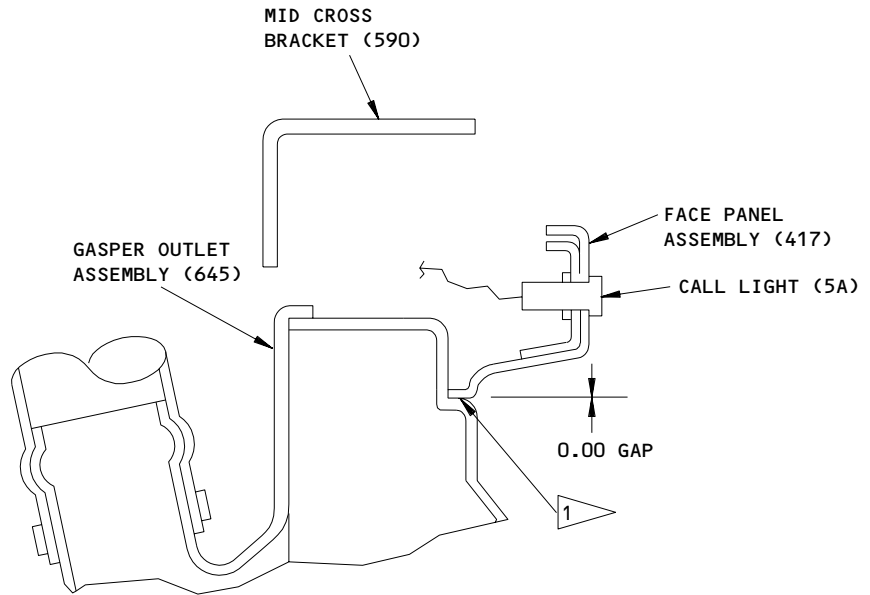 MID CROSS
BRACKET (590)
FACE PANEL
ASSEMBLY (417)
GASPER OUTLET
ASSEMBLY (645)
CALL LIGHT (5A)
0.00 GAP
1